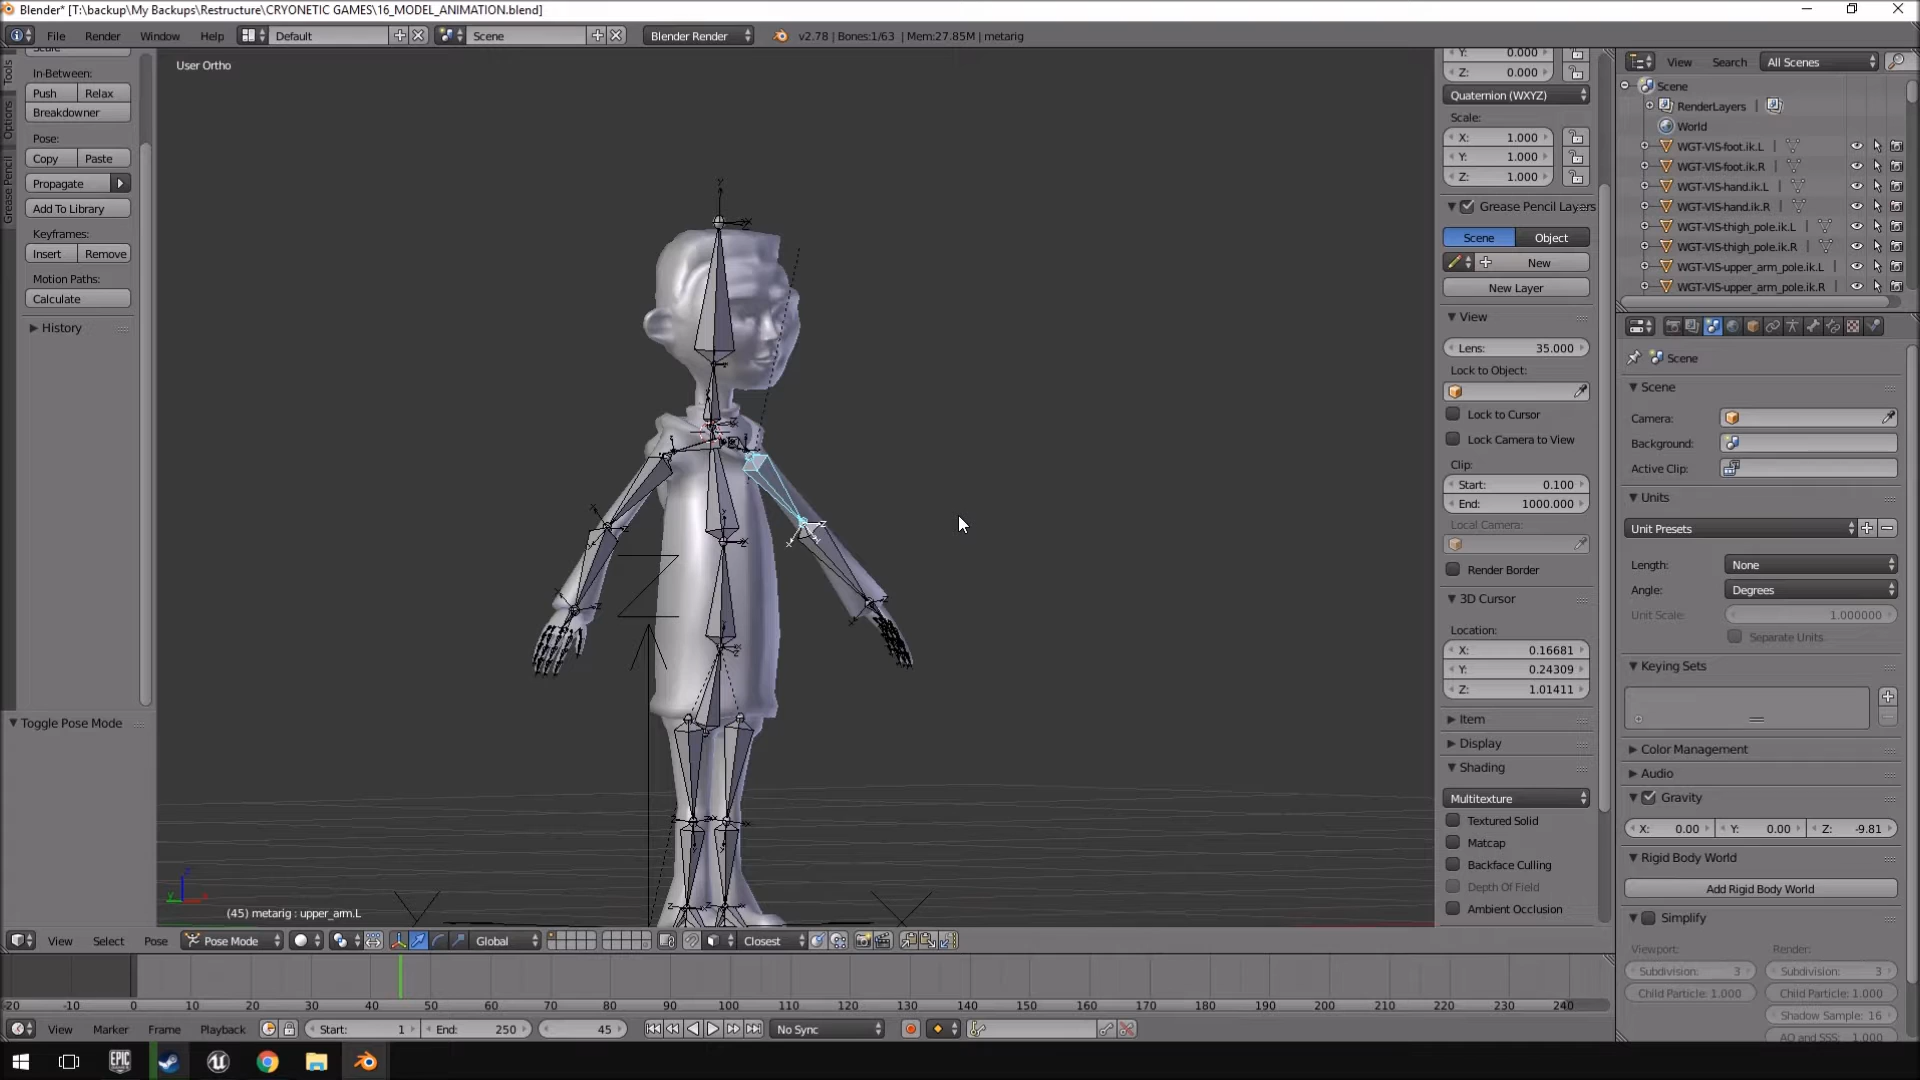 Blender* [T:\backup\My Backups\Restructure\CRYONETIC GAMES\16_MODEL_ANIMATION.blend]
File Render Window Help Default Scene Blender Render v2.78 | Bones:1/63 | Mem:27.85M | metarig
Tools
Options
Grease Pencil
In-Between:
Push Relax
Breakdowner
Pose:
Copy Paste
Propagate
Add To Library
Keyframes:
Insert Remove
Motion Paths:
Calculate
History
Toggle Pose Mode
User Ortho
(45) metarig : upper_arm.L
Y: 0.000
Z: 0.000
Quaternion (WXYZ)
Scale:
X: 1.000
Y: 1.000
Z: 1.000
Grease Pencil Layers
Scene Object
New
New Layer
View
Lens: 35.000
Lock to Object:
Lock to Cursor
Lock Camera to View
Clip:
Start: 0.100
End: 1000.000
Local Camera:
Render Border
3D Cursor
Location:
X: 0.16681
Y: 0.24309
Z: 1.01411
Item
Display
Shading
Multitexture
Textured Solid
Matcap
Backface Culling
Depth Of Field
Ambient Occlusion
View Search All Scenes
Scene
RenderLayers
World
WGT-VIS-foot.ik.L
WGT-VIS-foot.ik.R
WGT-VIS-hand.ik.L
WGT-VIS-hand.ik.R
WGT-VIS-thigh_pole.ik.L
WGT-VIS-thigh_pole.ik.R
WGT-VIS-upper_arm_pole.ik.L
WGT-VIS-upper_arm_pole.ik.R
Scene
Scene
Camera:
Background:
Active Clip:
Units
Unit Presets
Length: None
Angle: Degrees
Unit Scale: 1.000000
Separate Units
Keying Sets
Color Management
Audio
Gravity
X: 0.00 Y: 0.00 Z: -9.81
Rigid Body World
Add Rigid Body World
Simplify
Viewport: Render:
Subdivision: 3 Subdivision: 3
Child Particle: 1.000 Child Particle: 1.000
Shadow Sample: 16
AO and SSS: 1.000
View Select Pose Pose Mode Global Closest
-20 -10 0 10 20 30 40 50 60 70 80 90 100 110 120 130 140 150 160 170 180 190 200 210 220 230 240
View Marker Frame Playback Start: 1 End: 250 45 No Sync
EPIC GAMES